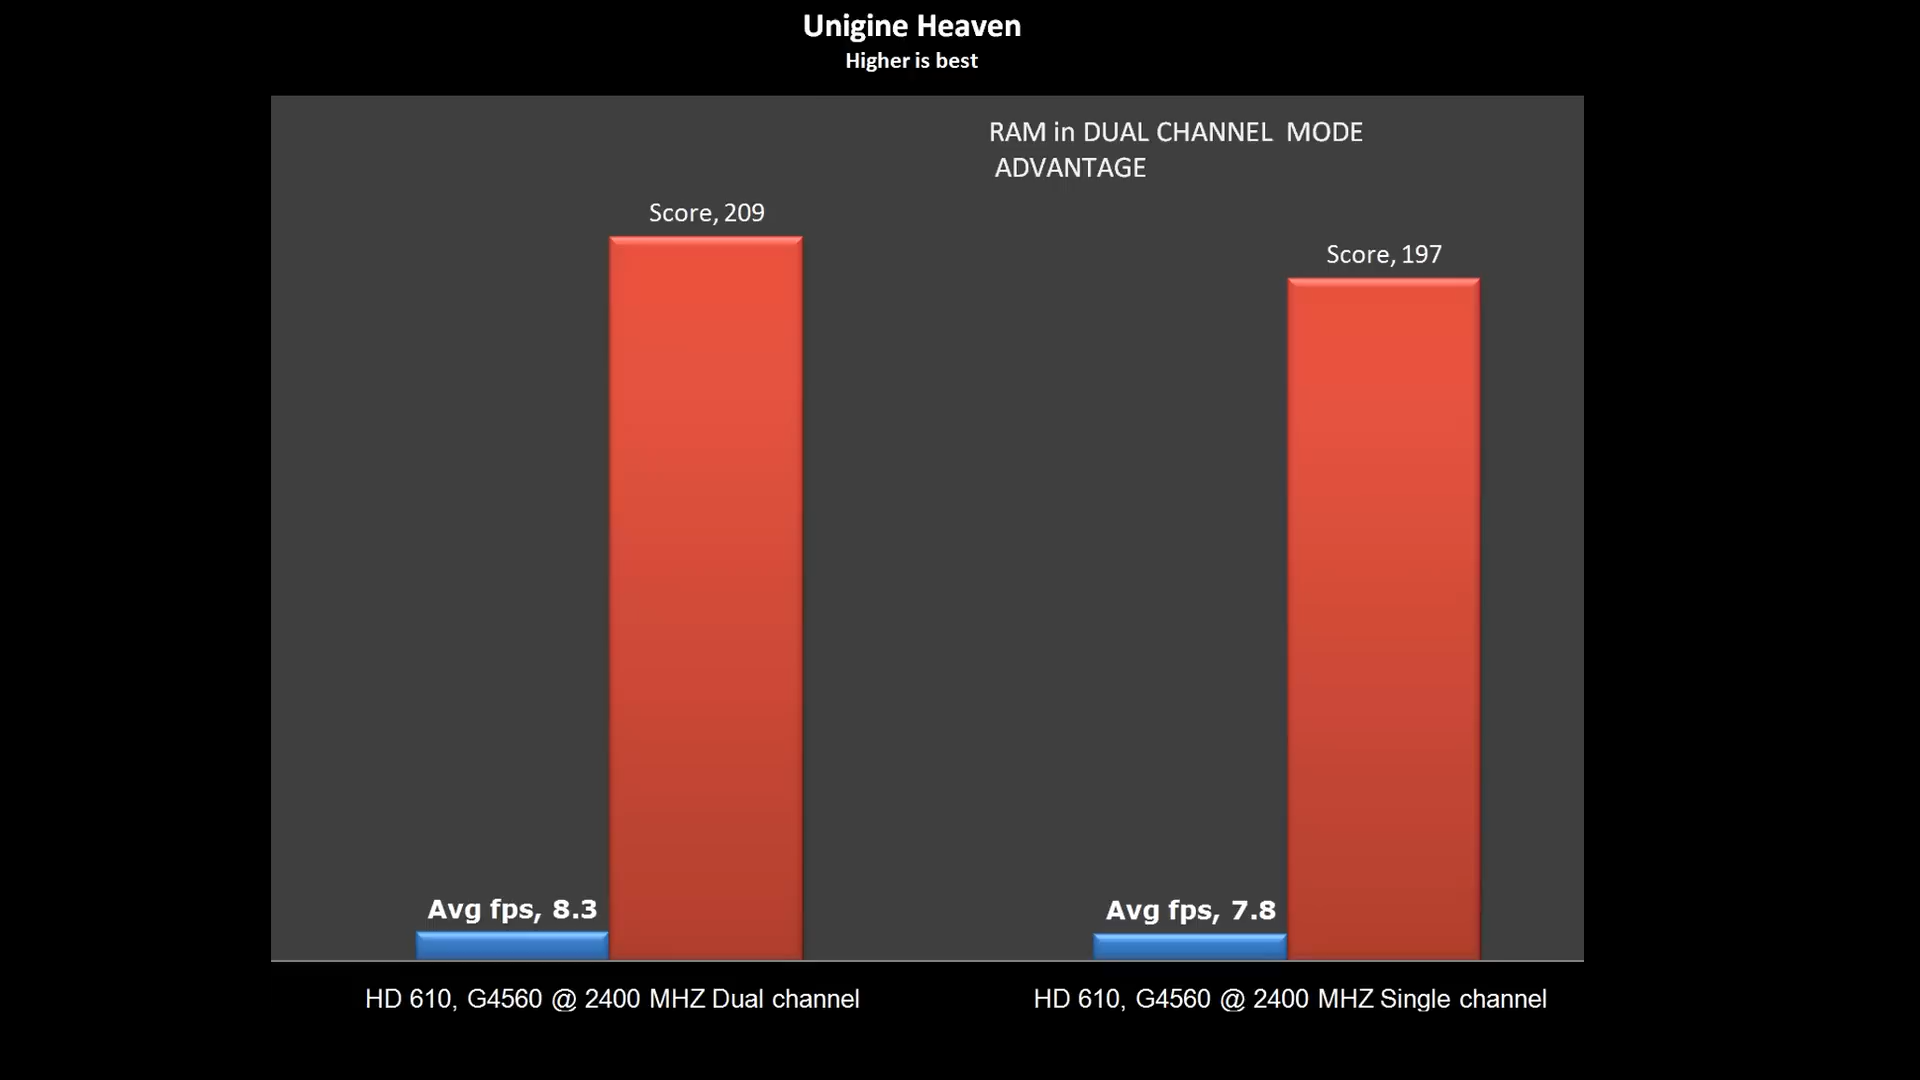 Unigine Heaven
Higher is best
RAM in DUAL CHANNEL MODE
ADVANTAGE
Score, 209
Score, 197
Avg fps, 8.3
Avg fps, 7.8
HD 610, G4560 @ 2400 MHZ Dual channel
HD 610, G4560 @ 2400 MHZ Single channel